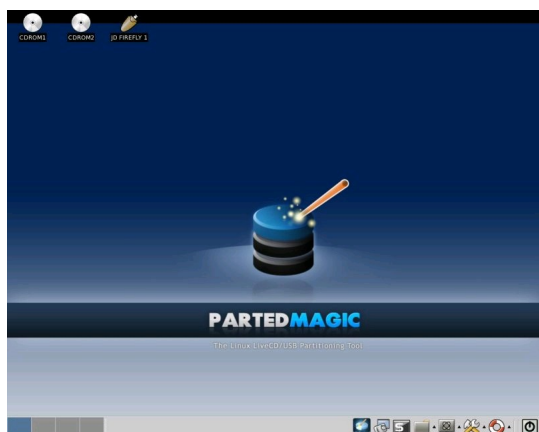 CDROM1 CDROM2 JD FIREFLY 1
PARTEDMAGIC
The Linux LiveCD/USB Partitioning Tool